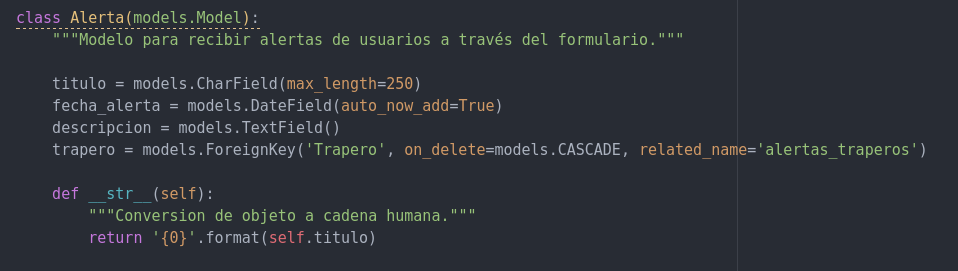 class Alerta(models.Model):
    """Modelo para recibir alertas de usuarios a través del formulario."""
    titulo = models.CharField(max_length=250)
    fecha_alerta = models.DateField(auto_now_add=True)
    descripcion = models.TextField()
    trapero = models.ForeignKey('Trapero', on_delete=models.CASCADE, related_name='alertas_traperos')
    def __str__(self):
        """Conversion de objeto a cadena humana."""
        return '{0}'.format(self.titulo)